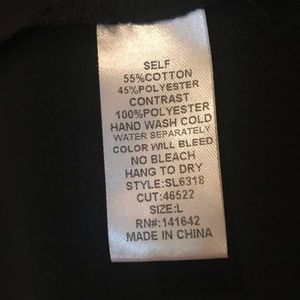 SELF
55%COTTON
45%POLYESTER
CONTRAST
100%POLYESTER
HAND WASH COLD
WATER SEPARATELY
COLOR WILL BLEED
NO BLEACH
HANG TO DRY
STYLE:SL6318
CUT:46522
SIZE:L
RN#:141642
MADE IN CHINA